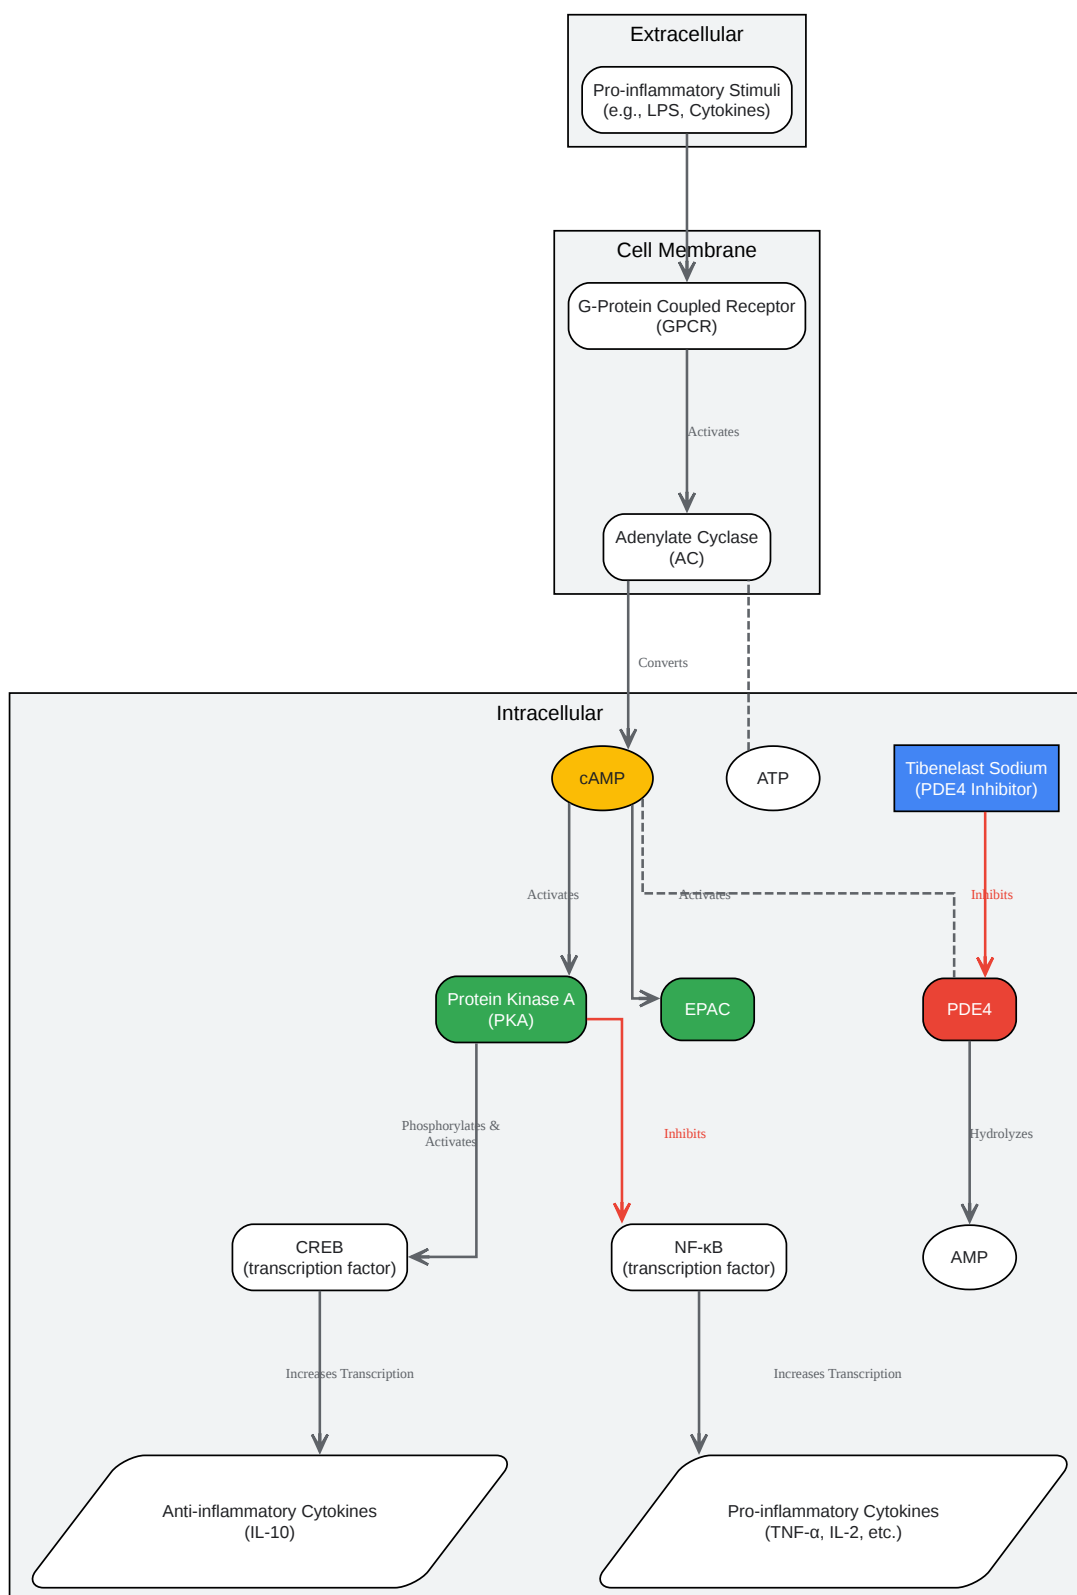 Extracellular
Pro-inflammatory Stimuli
(e.g., LPS, Cytokines)
Cell Membrane
G-Protein Coupled Receptor
(GPCR)
Activates
Adenylate Cyclase
(AC)
Converts
Intracellular
cAMP
ATP
Tibenelast Sodium
(PDE4 Inhibitor)
Activates
Activates
Inhibits
Protein Kinase A
(PKA)
EPAC
PDE4
Phosphorylates &
Activates
Inhibits
Hydrolyzes
CREB
(transcription factor)
NF-κB
(transcription factor)
AMP
Increases Transcription
Increases Transcription
Anti-inflammatory Cytokines
(IL-10)
Pro-inflammatory Cytokines
(TNF-α, IL-2, etc.)